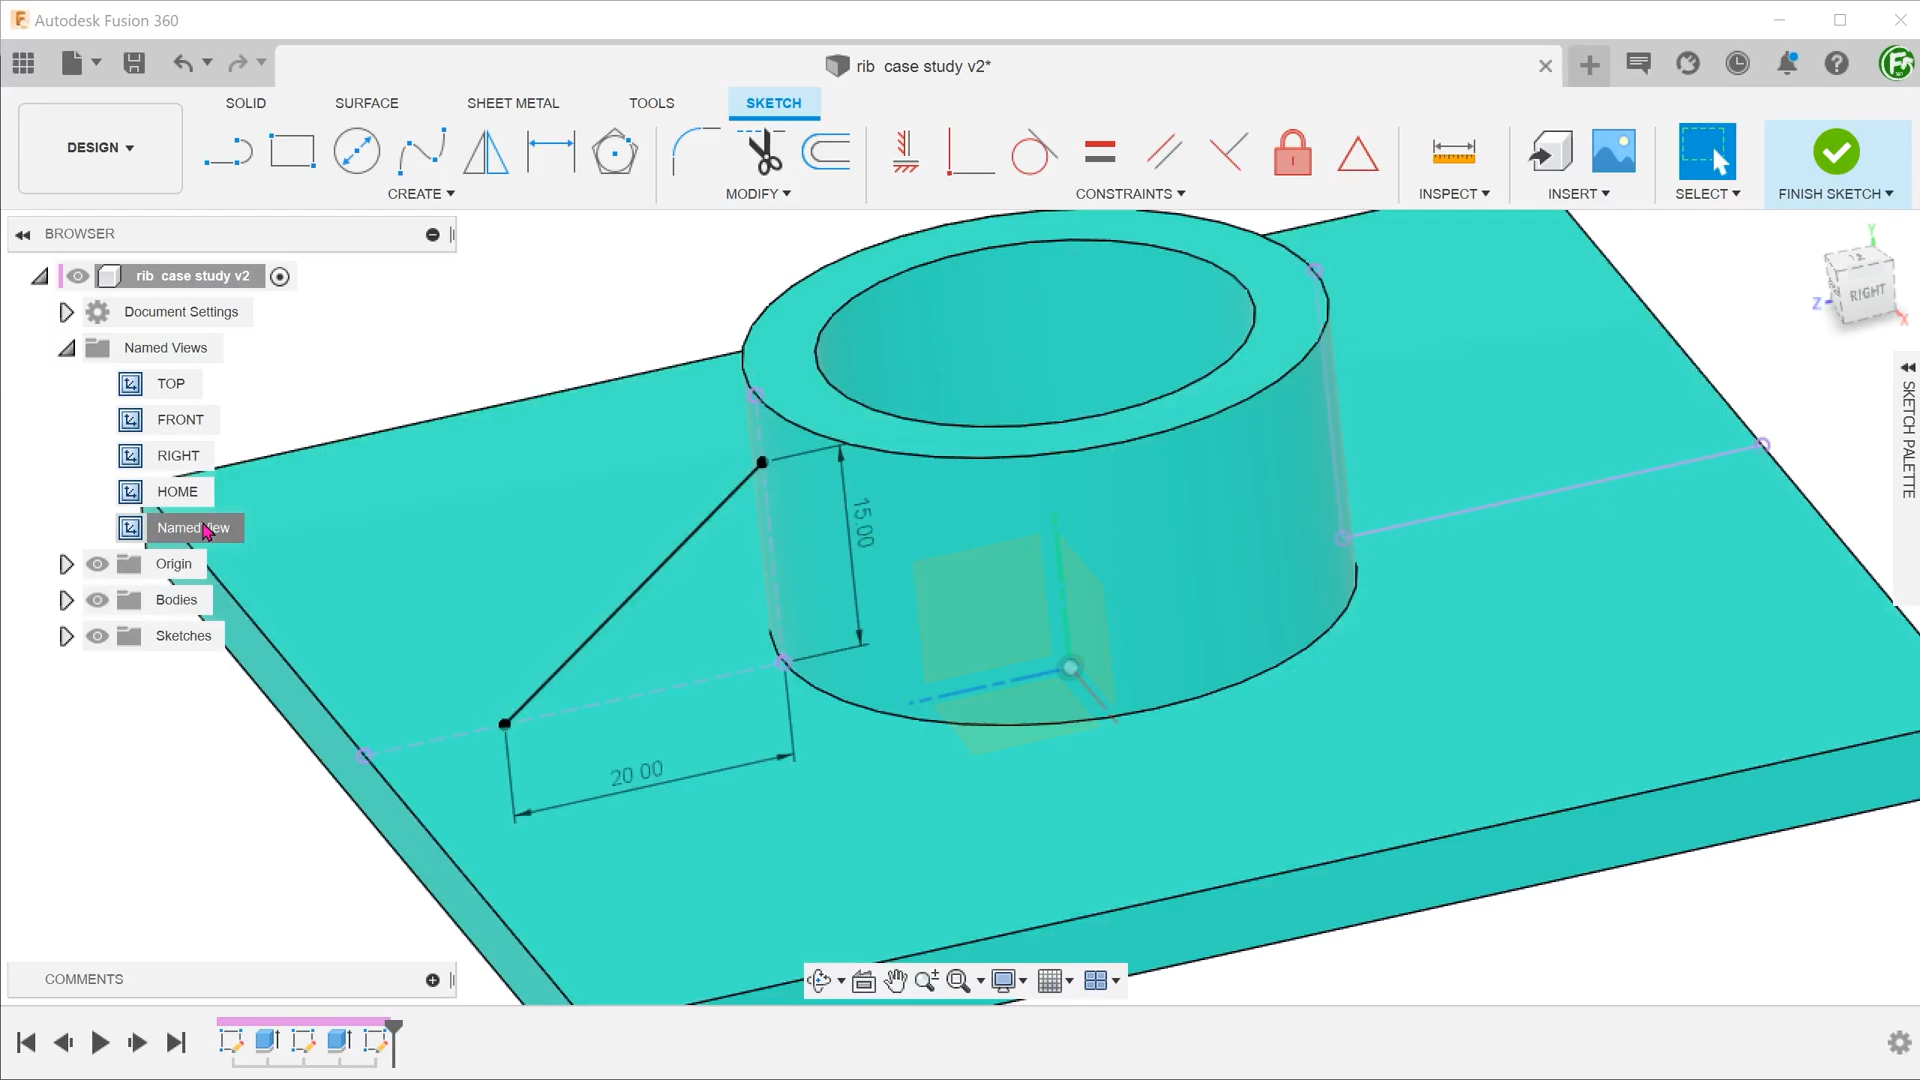 Autodesk Fusion 360
rib case study v2*
SOLID SURFACE SHEET METAL TOOLS SKETCH
DESIGN
CREATE MODIFY CONSTRAINTS INSPECT INSERT SELECT FINISH SKETCH
BROWSER
rib case study v2
Document Settings
Named Views
TOP
FRONT
RIGHT
HOME
Named View
Origin
Bodies
Sketches
15.00
20.00
Y
RIGHT
Z
X
SKETCH PALETTE
COMMENTS